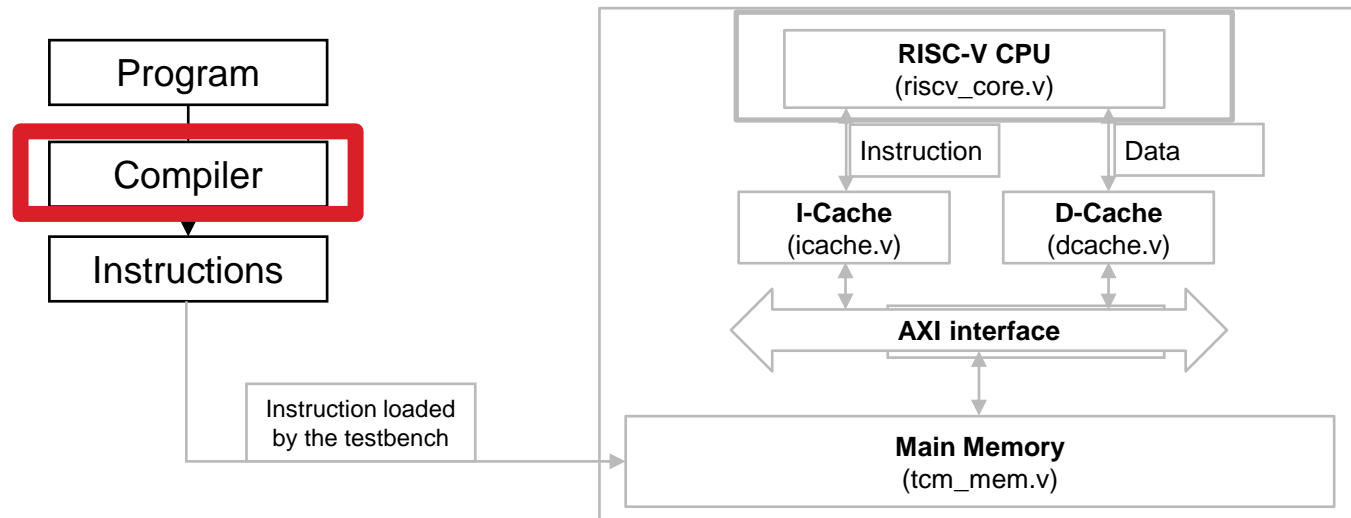 Program
Compiler
Instructions
Instruction loaded
by the testbench
RISC-V CPU
(riscv_core.v)
Instruction
Data
I-Cache
(icache.v)
D-Cache
(dcache.v)
AXI interface
Main Memory
(tcm_mem.v)